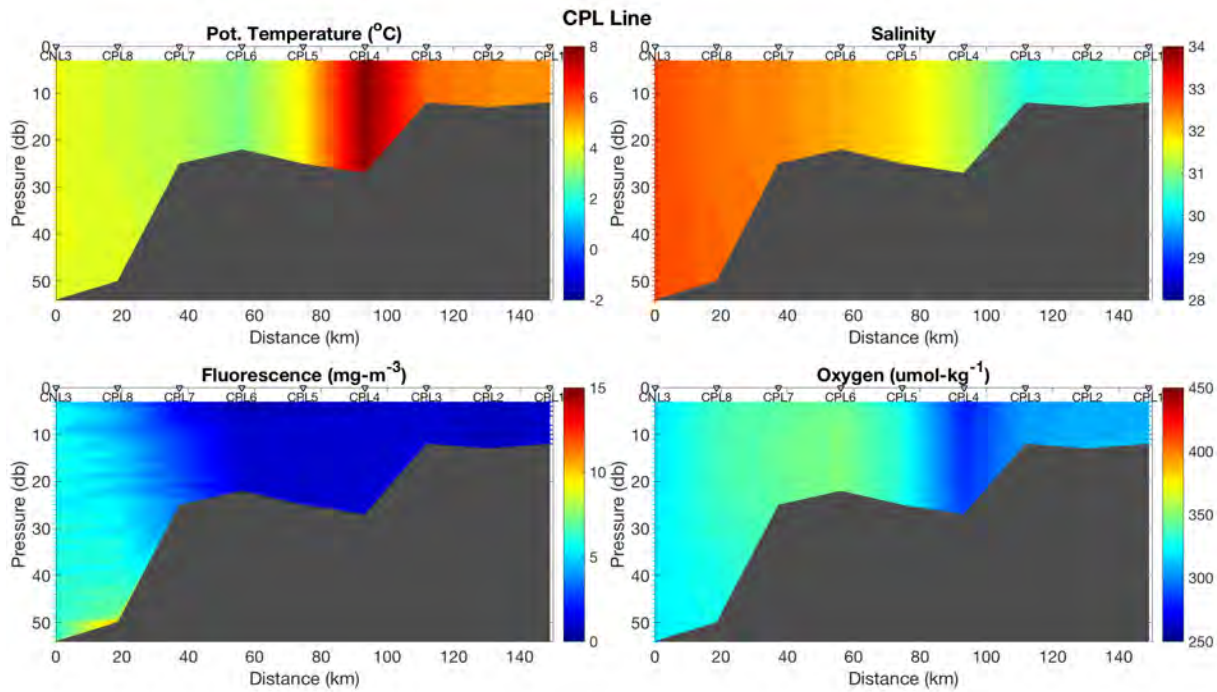 CPL Line
Pot. Temperature (°C)
CNL3 CPL8 CPL7 CPL6 CPL5 CPL4 CPL3 CPL2 CPL1
0 10 20 30 40 50
Pressure (db)
0 20 40 60 80 100 120 140
Distance (km)
8 6 4 2 0 -2
Salinity
CNL3 CPL8 CPL7 CPL6 CPL5 CPL4 CPL3 CPL2 CPL1
0 10 20 30 40 50
Pressure (db)
0 20 40 60 80 100 120 140
Distance (km)
34 33 32 31 30 29 28
Fluorescence (mg-m⁻³)
CNL3 CPL8 CPL7 CPL6 CPL5 CPL4 CPL3 CPL2 CPL1
0 10 20 30 40 50
Pressure (db)
0 20 40 60 80 100 120 140
Distance (km)
15 10 5 0
Oxygen (umol-kg⁻¹)
CNL3 CPL8 CPL7 CPL6 CPL5 CPL4 CPL3 CPL2 CPL1
0 10 20 30 40 50
Pressure (db)
0 20 40 60 80 100 120 140
Distance (km)
450 400 350 300 250